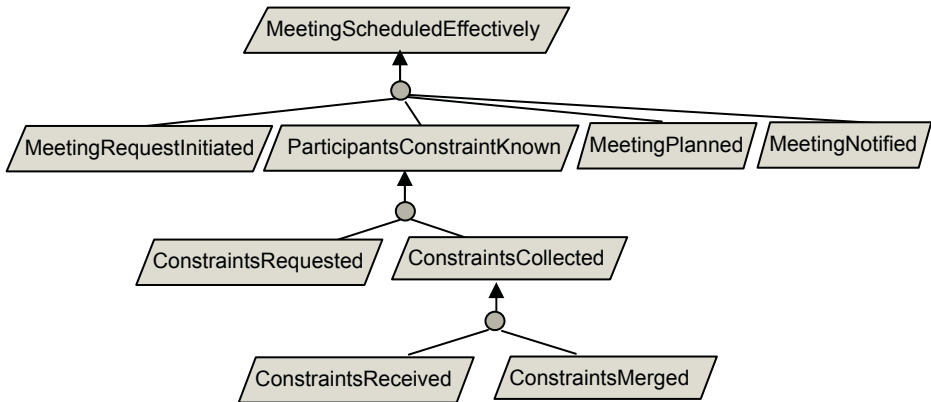 MeetingScheduledEffectively
MeetingRequestInitiated
ParticipantsConstraintKnown
MeetingPlanned
MeetingNotified
ConstraintsRequested
ConstraintsCollected
ConstraintsReceived
ConstraintsMerged